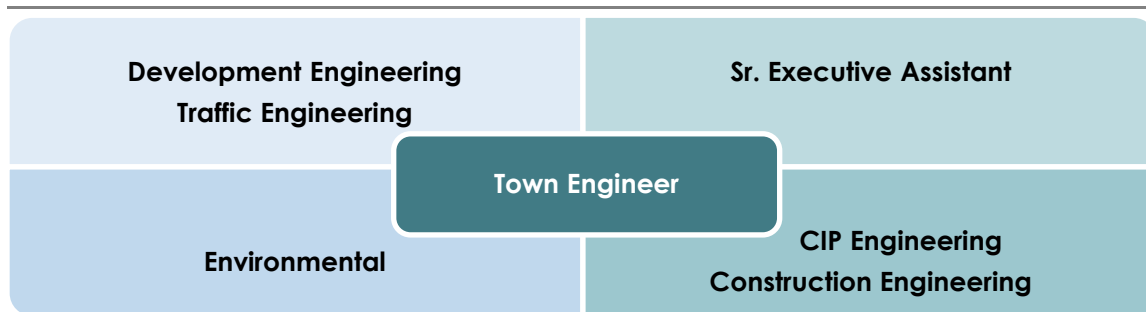 Development Engineering
Traffic Engineering
Sr. Executive Assistant
Town Engineer
Environmental
CIP Engineering
Construction Engineering